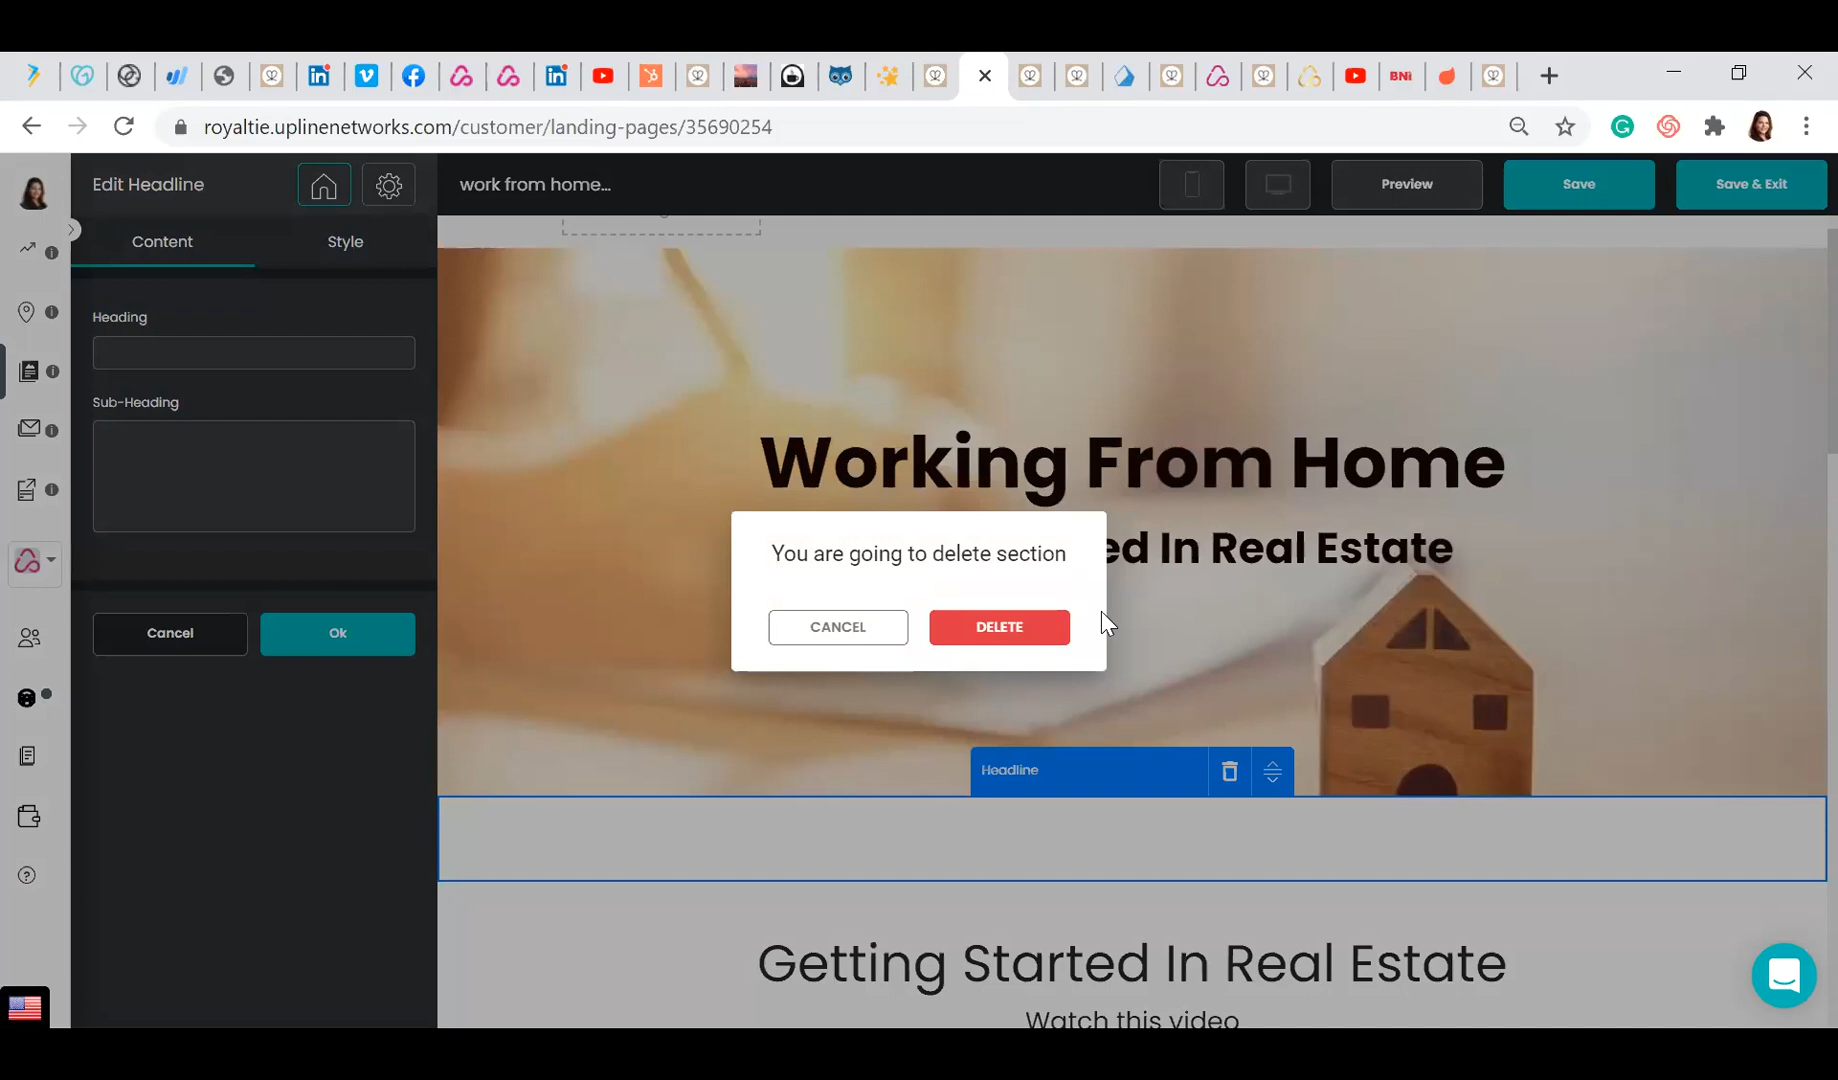 BNi
royaltie.uplinenetworks.com/customer/landing-pages/35690254
Edit Headline
work from home...
Preview
Save
Save & Exit
Content
Style
Heading
Sub-Heading
Cancel
Ok
Working From Home
ed In Real Estate
You are going to delete section
CANCEL
DELETE
Headline
Getting Started In Real Estate
Watch this video